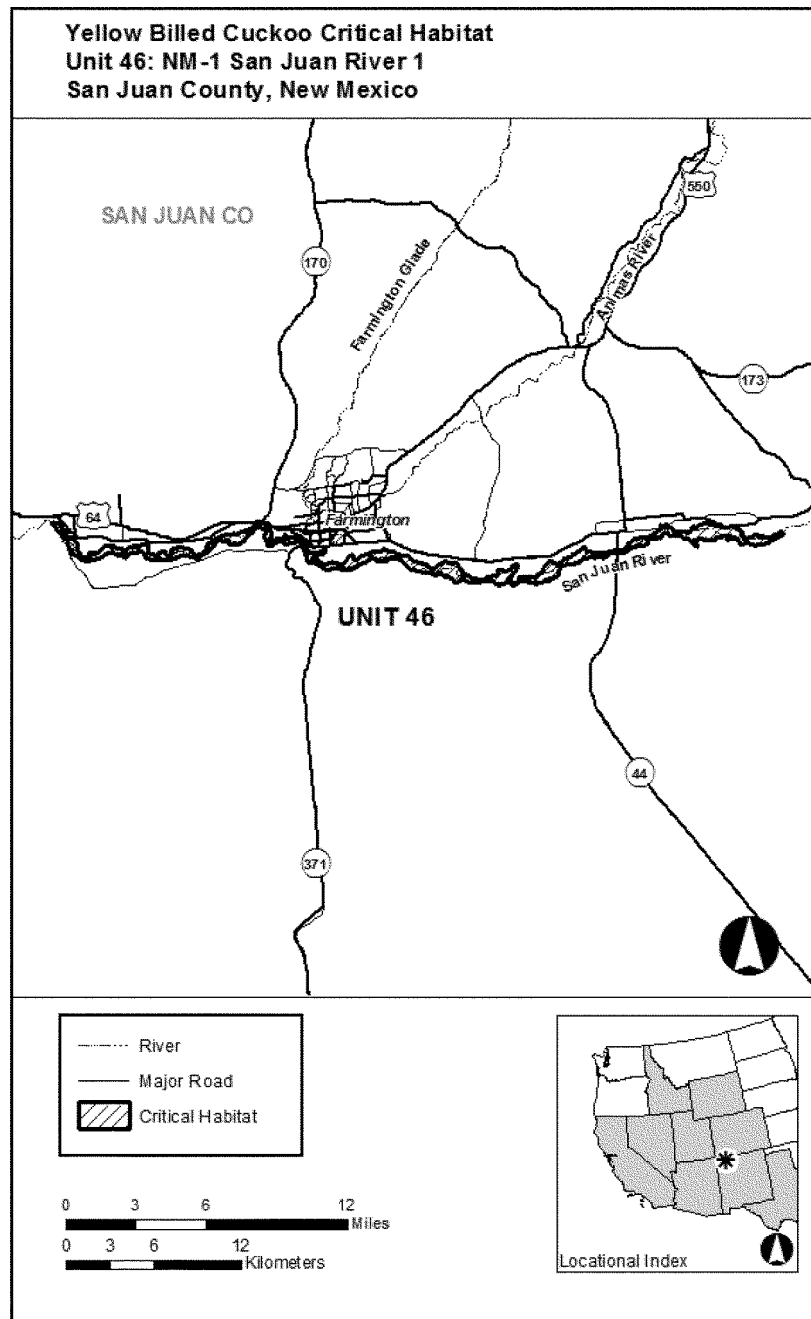 Yellow Billed Cuckoo Critical Habitat
Unit 46: NM-1 San Juan River 1
San Juan County, New Mexico
550
SAN JUAN CO
170
Farmington Glade
Animas River
173
64
Farmington
San Juan River
UNIT 46
44
371
River
Major Road
Critical Habitat
0 3 6 12
Miles
0 3 6 12
Kilometers
Locational Index